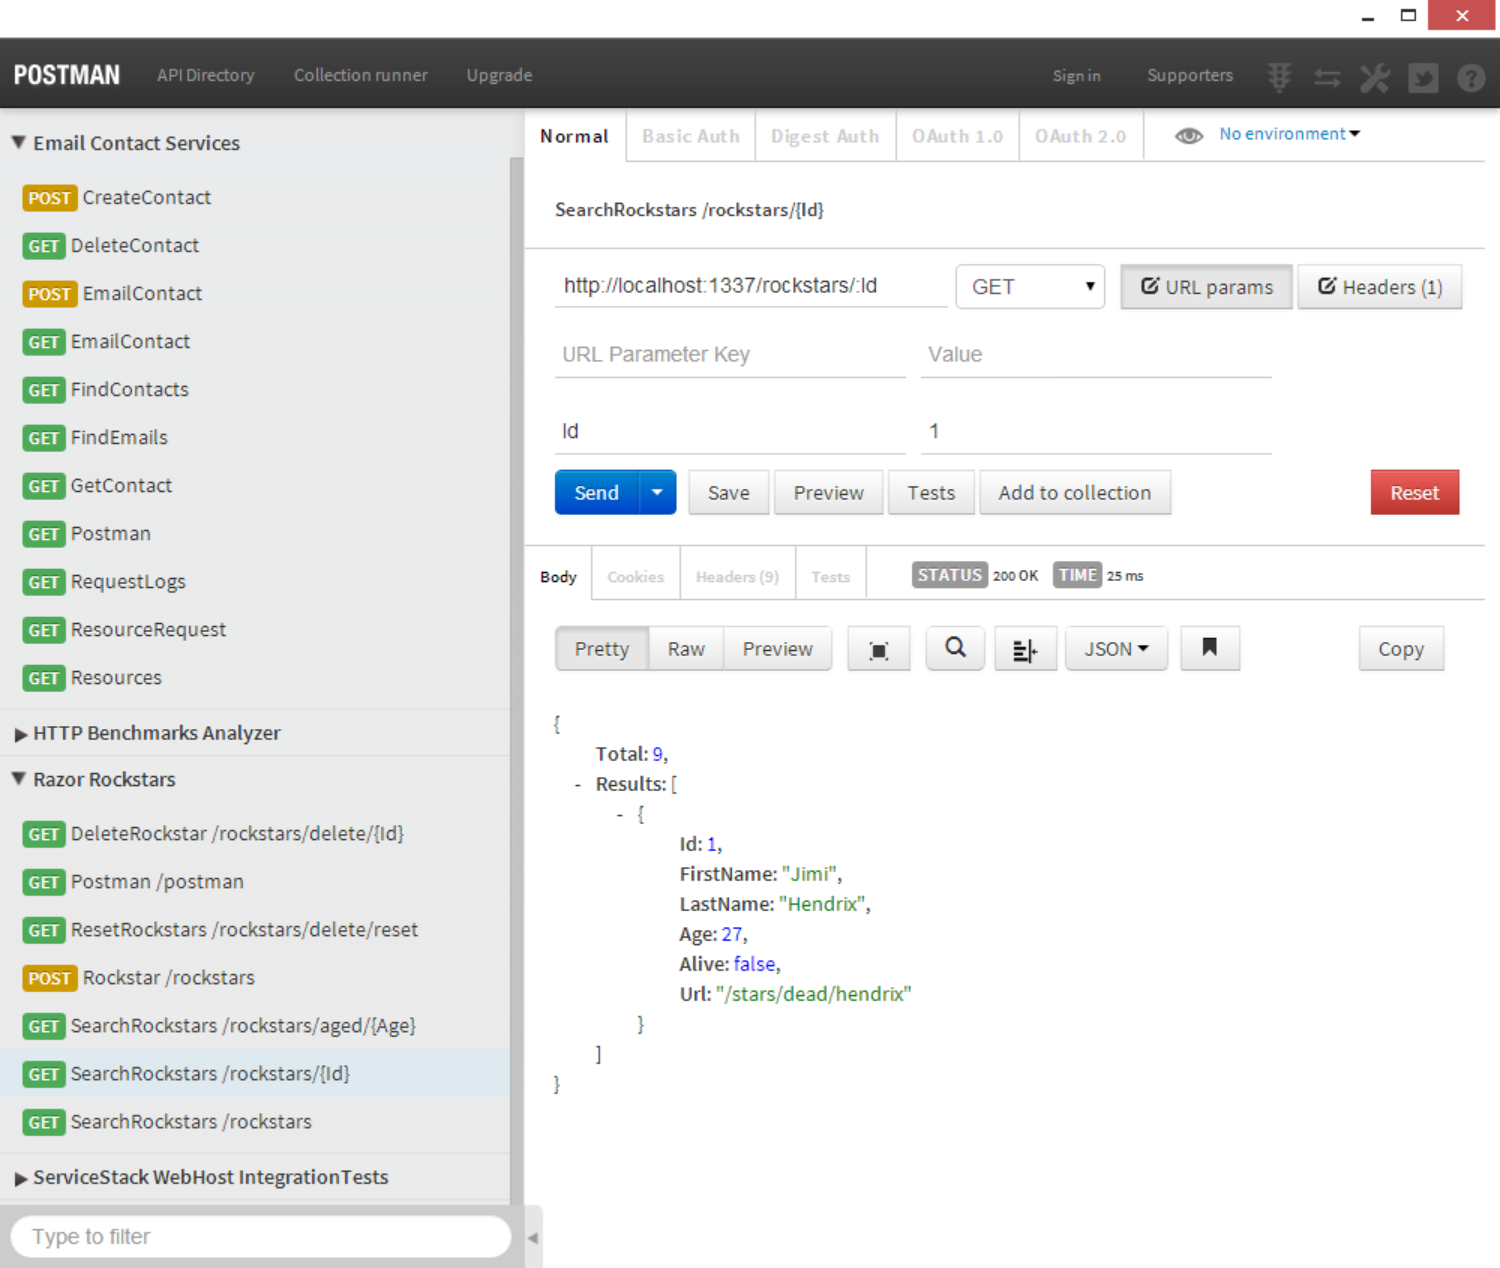 POSTMAN API Directory Collection runner Upgrade Sign in Supporters
Email Contact Services
POST CreateContact
GET DeleteContact
POST EmailContact
GET EmailContact
GET FindContacts
GET FindEmails
GET GetContact
GET Postman
GET RequestLogs
GET ResourceRequest
GET Resources
HTTP Benchmarks Analyzer
Razor Rockstars
GET DeleteRockstar /rockstars/delete/{Id}
GET Postman /postman
GET ResetRockstars /rockstars/delete/reset
POST Rockstar /rockstars
GET SearchRockstars /rockstars/aged/{Age}
GET SearchRockstars /rockstars/{Id}
GET SearchRockstars /rockstars
ServiceStack WebHost IntegrationTests
Type to filter
Normal Basic Auth Digest Auth OAuth 1.0 OAuth 2.0 No environment
SearchRockstars /rockstars/{Id}
http://localhost:1337/rockstars/:Id GET URL params Headers (1)
URL Parameter Key Value
Id 1
Send Save Preview Tests Add to collection Reset
Body Cookies Headers (9) Tests STATUS 200 OK TIME 25 ms
Pretty Raw Preview JSON Copy
{
Total: 9,
- Results: [
- {
Id: 1,
FirstName: "Jimi",
LastName: "Hendrix",
Age: 27,
Alive: false,
Url: "/stars/dead/hendrix"
}
]
}